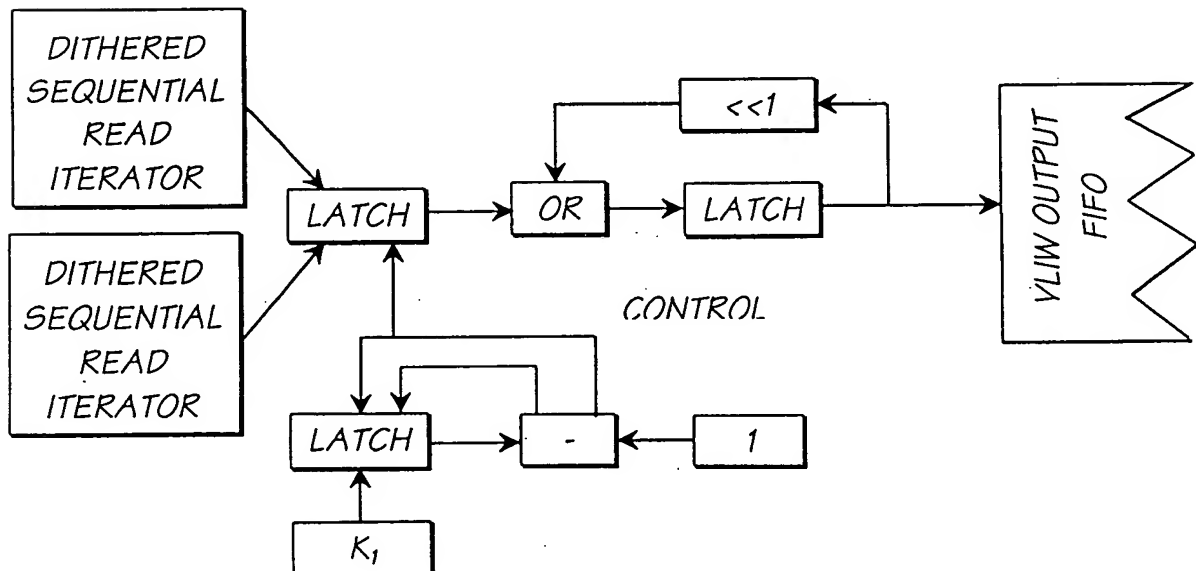 DITHERED
SEQUENTIAL
READ
ITERATOR
<<1
LATCH
OR
LATCH
VLIW OUTPUT
FIFO
DITHERED
SEQUENTIAL
READ
ITERATOR
CONTROL
LATCH
-
1
K₁